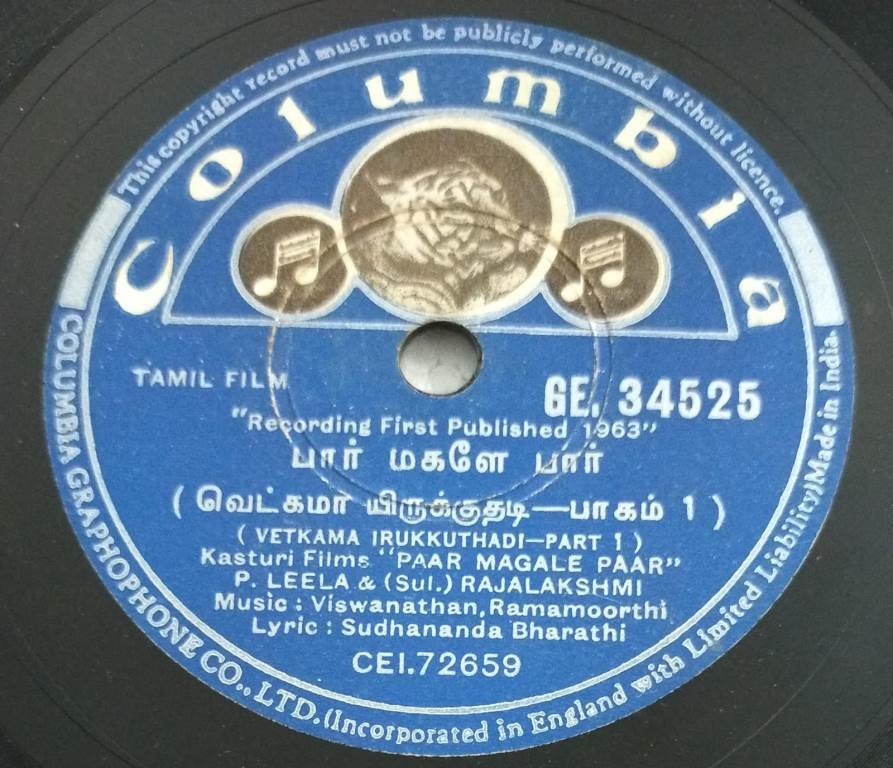 This copyright record must not be publicly performed without licence.
Columbia
TAMIL FILM
GE. 34525
"Recording First Published 1963"
பார் மகளே பார்
( வெட்கமா யிருக்குதடி—பாகம் 1 )
( VETKAMA IRUKKUTHADI—PART 1 )
Kasturi Films "PAAR MAGALE PAAR"
P. LEELA & (Sul.) RAJALAKSHMI
Music : Viswanathan, Ramamoorthi
Lyric : Sudhananda Bharathi
CEI.72659
COLUMBIA GRAPHOPHONE CO., LTD. (Incorporated in England with Limited Liability) Made in India.